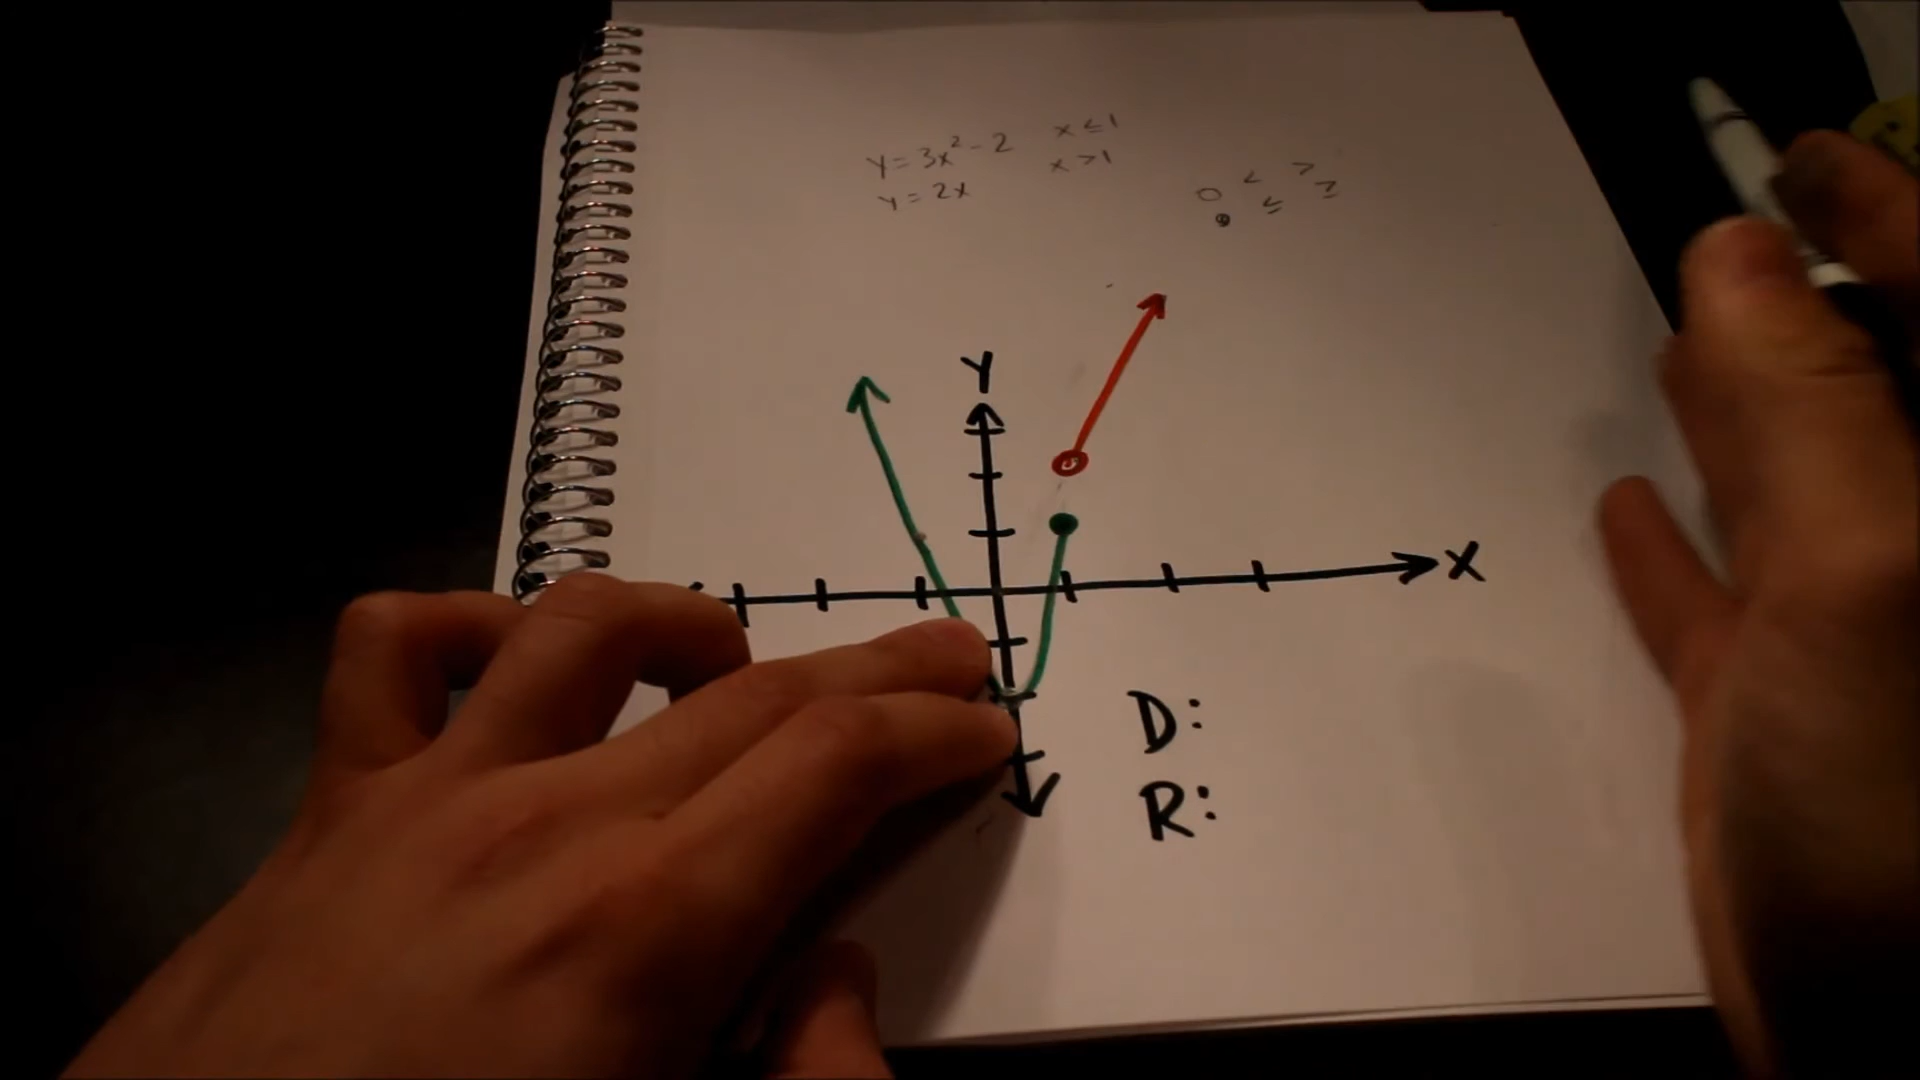 y = 3x² - 2 x ≤ 1
y = 2x x > 1
○ < >
● ≤ ≥
Y
X
D:
R: